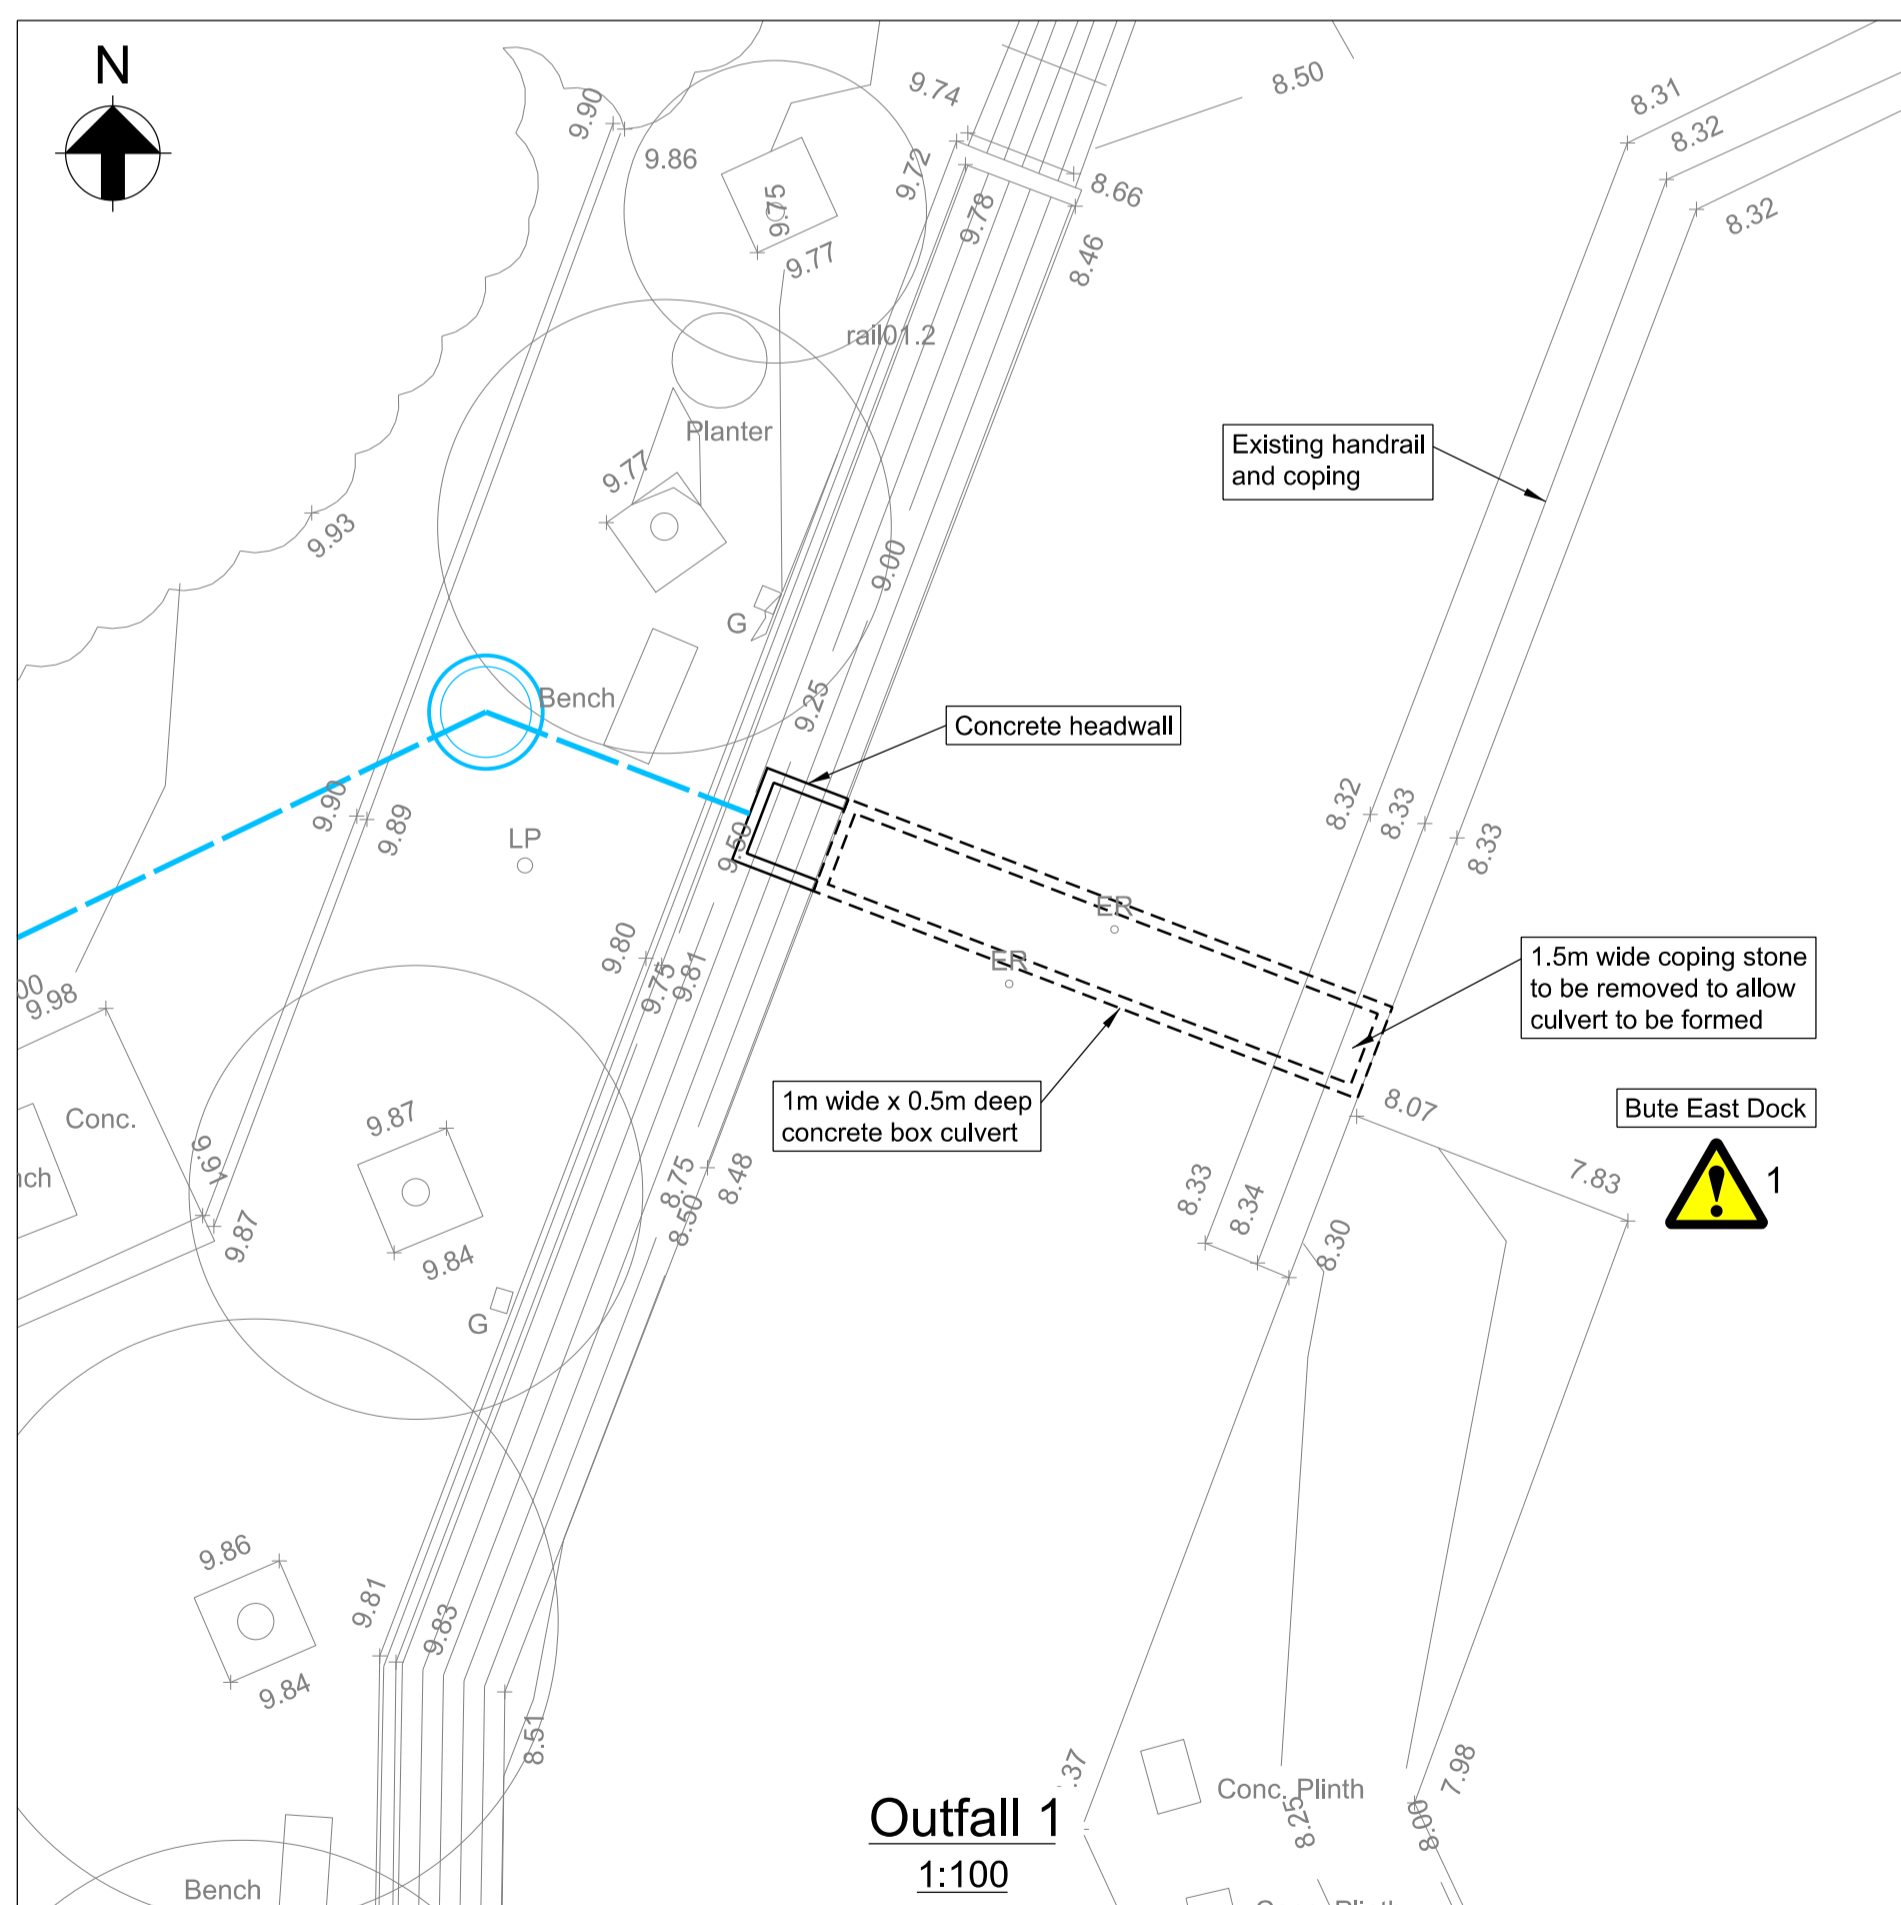 N
9.90
9.86
9.75
9.77
9.74
9.72
9.78
8.66
8.46
8.50
8.31
8.32
8.32
rail01.2
Planter
9.77
9.93
9.00
G
Existing handrail
and coping
Bench
9.25
Concrete headwall
9.90
9.89
LP
9.50
8.32
8.33
8.33
ER
ER
9.80
9.75
9.81
00
9.98
1.5m wide coping stone
to be removed to allow
culvert to be formed
1m wide x 0.5m deep
concrete box culvert
8.07
Bute East Dock
1
7.83
Conc.
9.87
9.91
9.87
9.84
G
8.75
8.48
8.50
8.33
8.34
8.30
9.86
9.84
9.81
9.83
8.51
.37
Conc. Plinth
8.25
7.98
8.00
Outfall 1
1:100
Bench